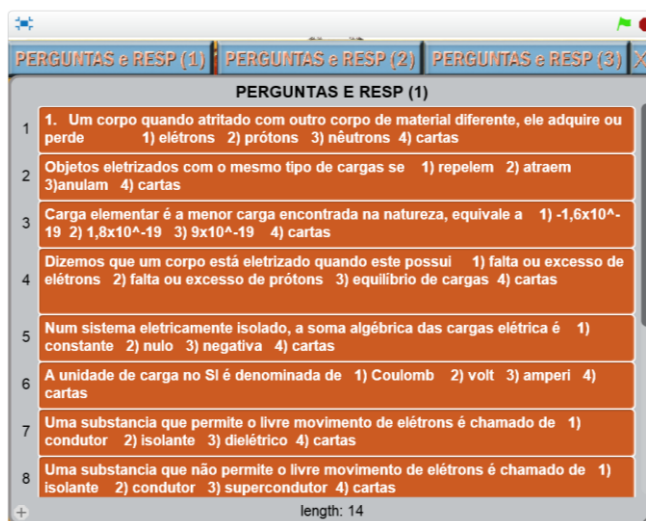 PERGUNTAS e RESP (1) PERGUNTAS e RESP (2) PERGUNTAS e RESP (3) X
PERGUNTAS E RESP (1)
1 1. Um corpo quando atritado com outro corpo de material diferente, ele adquire ou
perde 1) elétrons 2) prótons 3) nêutrons 4) cartas
2 Objetos eletrizados com o mesmo tipo de cargas se 1) repelem 2) atraem
3)anulam 4) cartas
3 Carga elementar é a menor carga encontrada na natureza, equivale a 1) -1,6x10^-
19 2) 1,8x10^-19 3) 9x10^-19 4) cartas
4 Dizemos que um corpo está eletrizado quando este possui 1) falta ou excesso de
elétrons 2) falta ou excesso de prótons 3) equilíbrio de cargas 4) cartas
5 Num sistema eletricamente isolado, a soma algébrica das cargas elétrica é 1)
constante 2) nulo 3) negativa 4) cartas
6 A unidade de carga no SI é denominada de 1) Coulomb 2) volt 3) amperi 4)
cartas
7 Uma substancia que permite o livre movimento de elétrons é chamado de 1)
condutor 2) isolante 3) dielétrico 4) cartas
8 Uma substancia que não permite o livre movimento de elétrons é chamado de 1)
isolante 2) condutor 3) supercondutor 4) cartas
+ length: 14